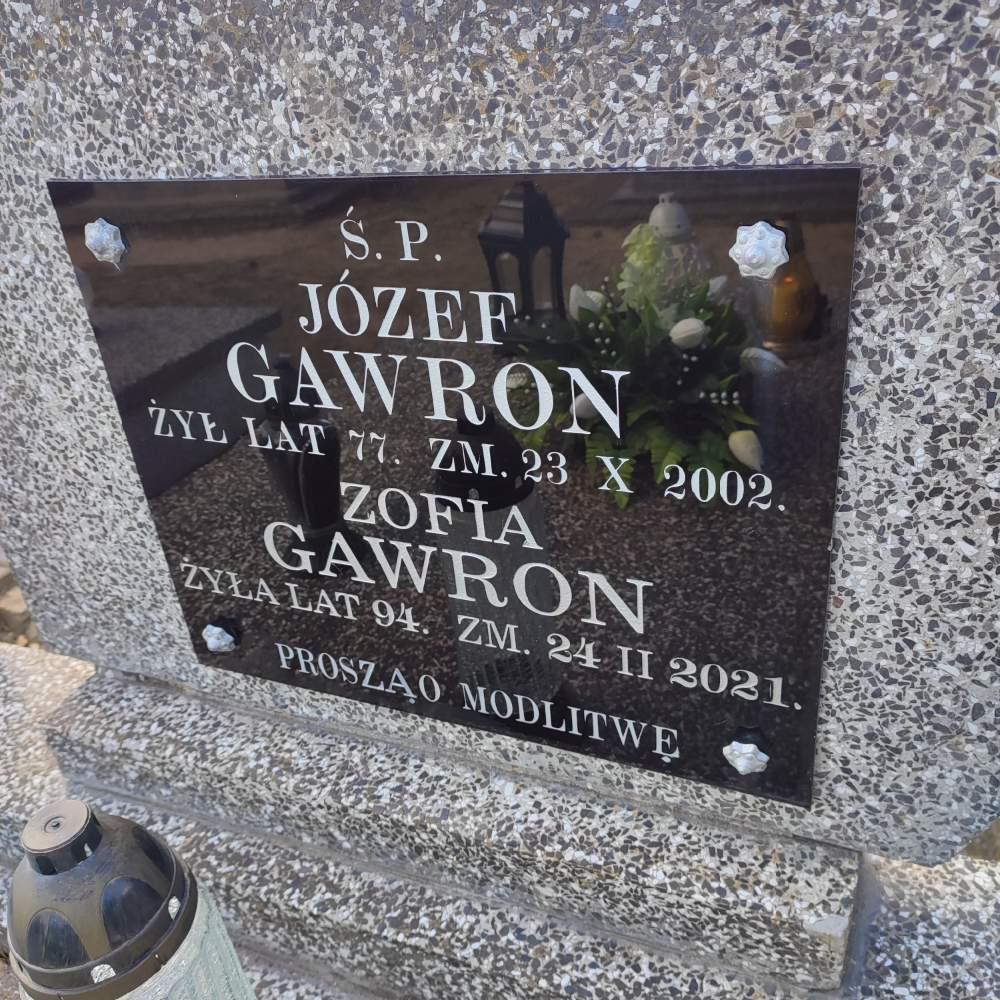 Ś. P.
JÓZEF
GAWRON
ŻYŁ LAT 77. ZM. 23 X 2002.
ZOFIA
GAWRON
ŻYŁA LAT 94. ZM. 24 II 2021.
PROSZĄ O MODLITWĘ